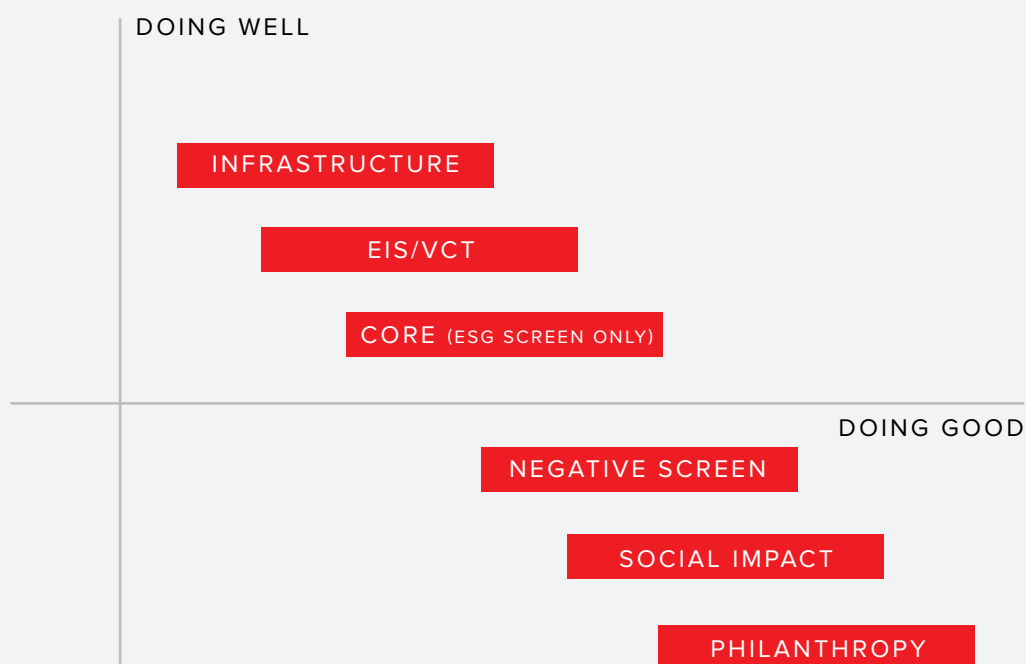 DOING WELL
INFRASTRUCTURE
EIS/VCT
CORE (ESG SCREEN ONLY)
DOING GOOD
NEGATIVE SCREEN
SOCIAL IMPACT
PHILANTHROPY